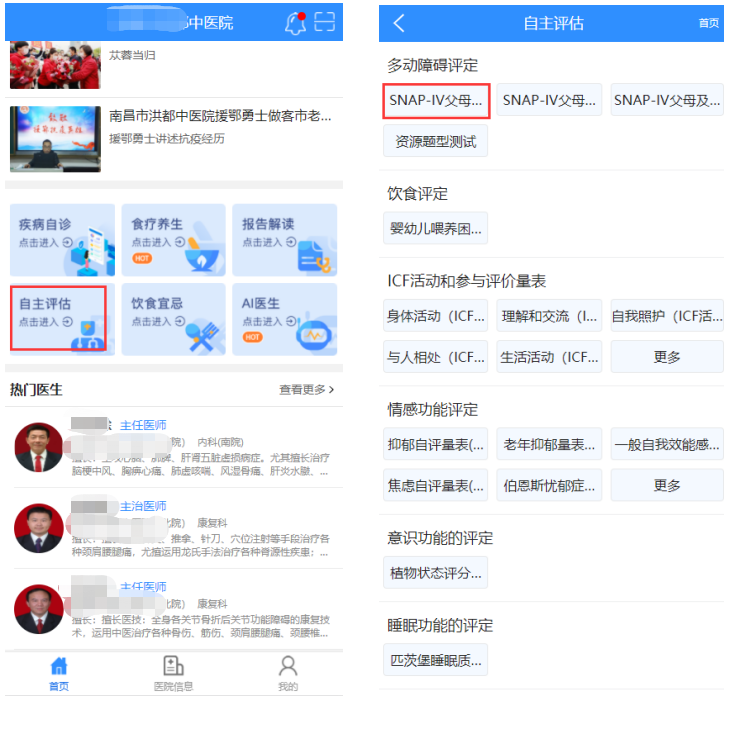 中医院
苁蓉当归
南昌市洪都中医院援鄂勇士做客市老...
援鄂勇士讲述抗疫经历
疾病自诊
点击进入
食疗养生
点击进入
HOT
报告解读
点击进入
自主评估
点击进入
饮食宜忌
点击进入
AI医生
点击进入
HOT
热门医生
查看更多
主任医师
院) 内科(南院)
肝肾五脏虚损病症。尤其擅长治疗
脑梗中风、胸痹心痛、肺虚咳喘、风湿骨痛、肝炎水臌、...
主治医师
院) 康复科
推拿、针刀、穴位注射等手段治疗各
种颈肩腰腿痛，尤擅运用龙氏手法治疗各种脊源性疾患；...
主任医师
院) 康复科
擅长：擅长医技：全身各关节骨折后关节功能障碍的康复技
术，运用中医治疗各种骨伤、筋伤、颈肩腰腿痛、颈腰椎...
首页
医院信息
我的
自主评估
首页
多动障碍评定
SNAP-IV父母...
SNAP-IV父母...
SNAP-IV父母及...
资源题型测试
饮食评定
婴幼儿喂养困...
ICF活动和参与评价量表
身体活动（ICF...
理解和交流（I...
自我照护（ICF活...
与人相处（ICF...
生活活动（ICF...
更多
情感功能评定
抑郁自评量表(...
老年抑郁量表...
一般自我效能感...
焦虑自评量表(...
伯恩斯忧郁症...
更多
意识功能的评定
植物状态评分...
睡眠功能的评定
匹茨堡睡眠质...